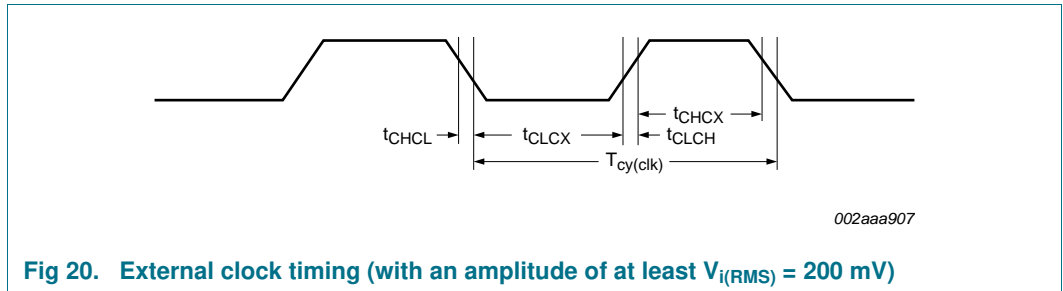 tCHCX
tCHCL
tCLCX
tCLCH
Tcy(clk)
002aaa907
Fig 20. External clock timing (with an amplitude of at least Vi(RMS) = 200 mV)